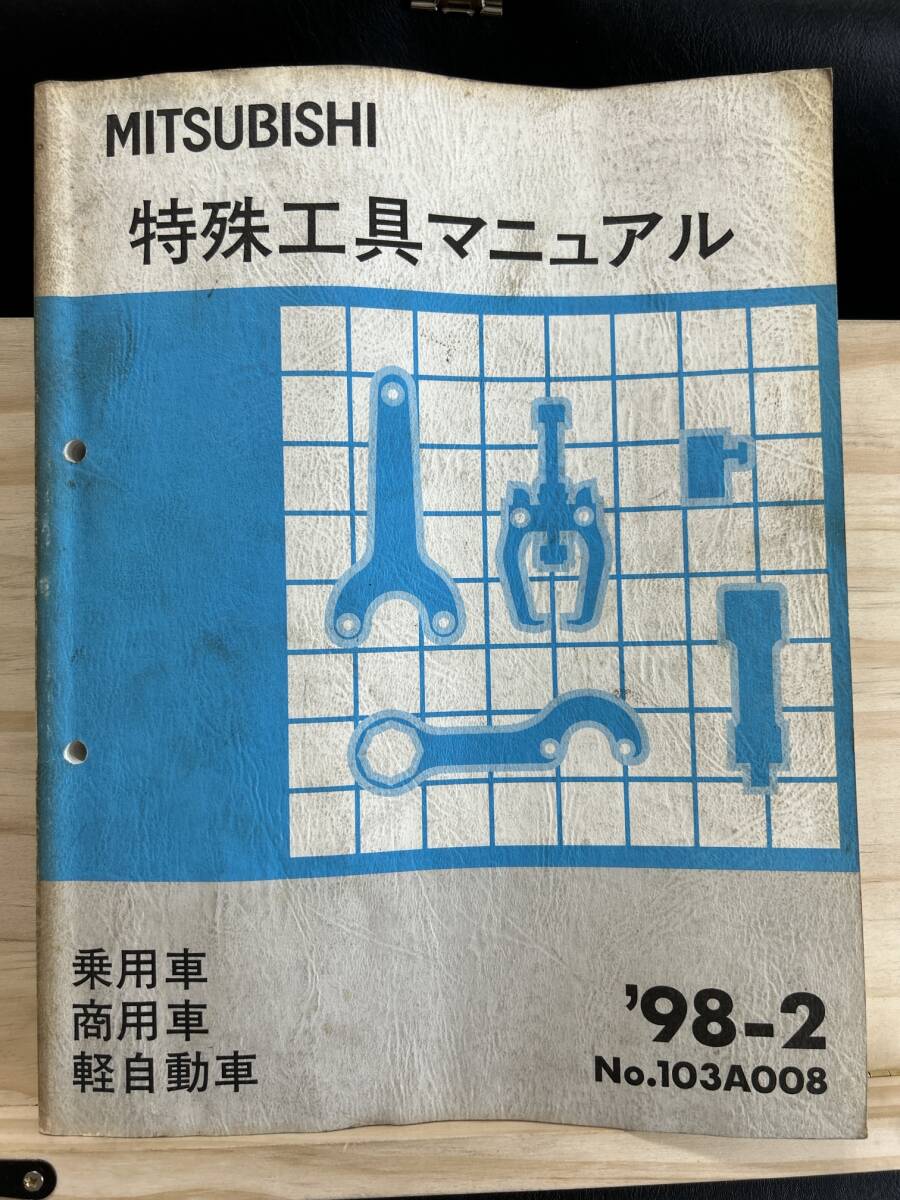 MITSUBISHI
特殊工具マニュアル
乗用車
商用車
軽自動車
'98-2
No.103A008